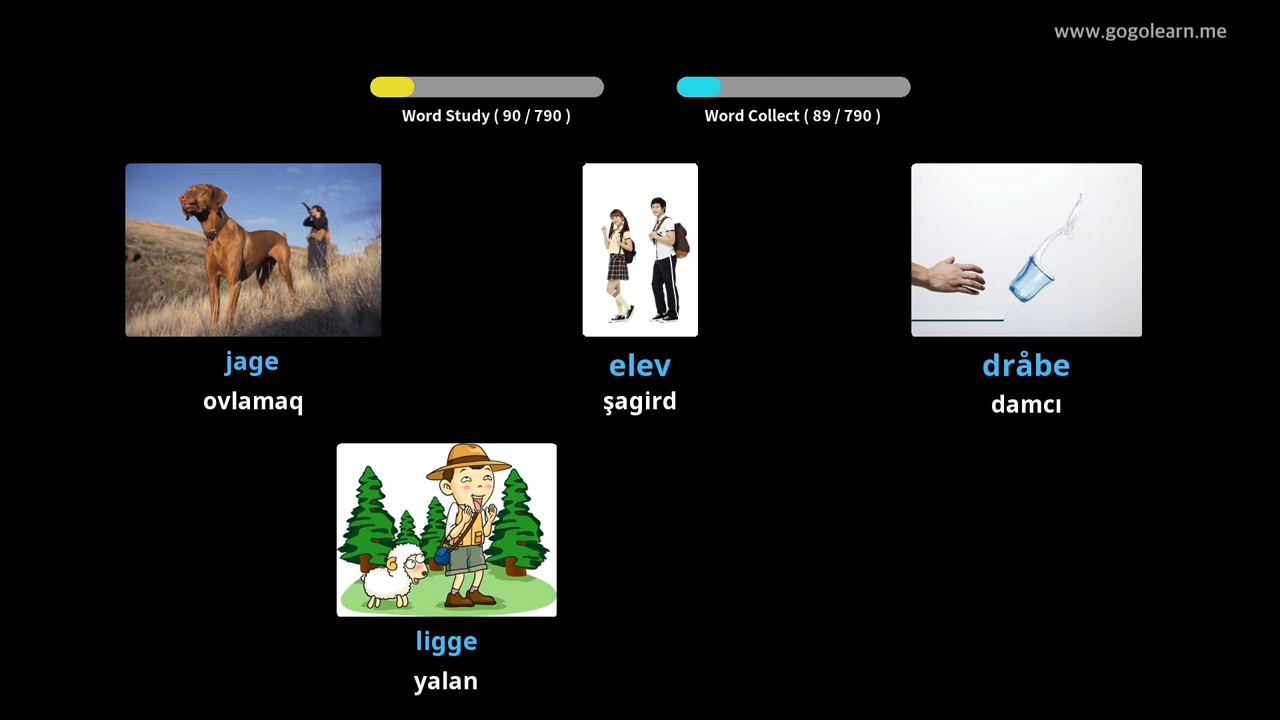 www.gogolearn.me
Word Study ( 90 / 790 )
Word Collect ( 89 / 790 )
jage
ovlamaq
elev
şagird
dråbe
damcı
ligge
yalan